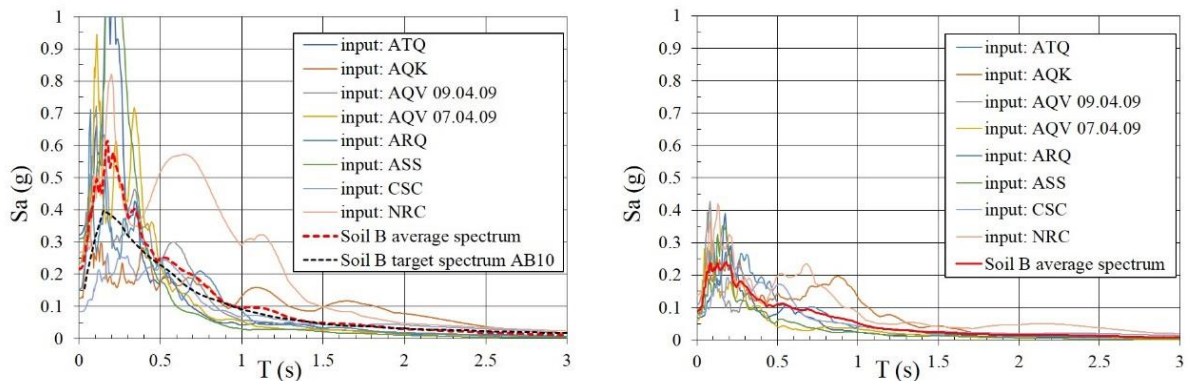 1
0.9
0.8
0.7
0.6
0.5
0.4
0.3
0.2
0.1
0
Sa (g)
input: ATQ
input: AQK
input: AQV 09.04.09
input: AQV 07.04.09
input: ARQ
input: ASS
input: CSC
input: NRC
Soil B average spectrum
Soil B target spectrum AB10
0 0.5 1 1.5 2 2.5 3
T (s)
1
0.9
0.8
0.7
0.6
0.5
0.4
0.3
0.2
0.1
0
Sa (g)
input: ATQ
input: AQK
input: AQV 09.04.09
input: AQV 07.04.09
input: ARQ
input: ASS
input: CSC
input: NRC
Soil B average spectrum
0 0.5 1 1.5 2 2.5 3
T (s)